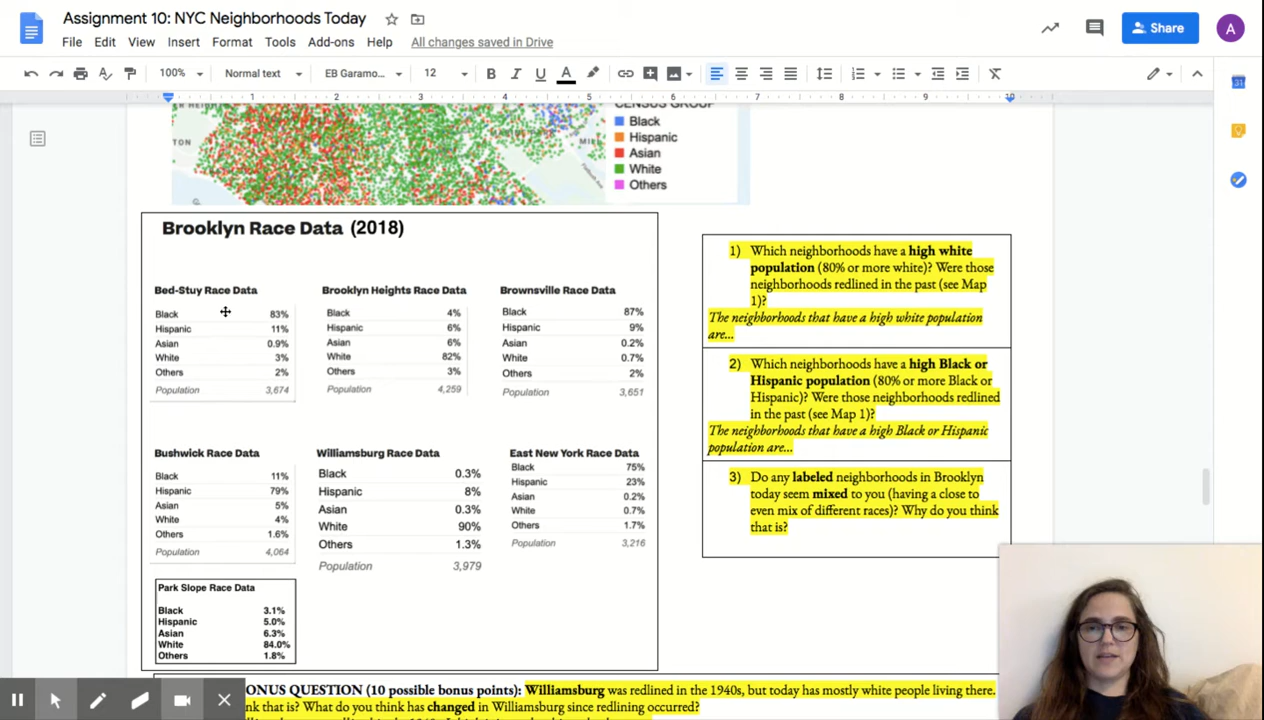 Assignment 10: NYC Neighborhoods Today
File Edit View Insert Format Tools Add-ons Help All changes saved in Drive
Share
A
100% Normal text EB Garamo... 12 B I U A
1 2 3 4 5 6 7 8 9 10
31
TON
CENSUS GROUP
Black
Hispanic
Asian
White
Others
Brooklyn Race Data (2018)
Bed-Stuy Race Data
Black 83%
Hispanic 11%
Asian 0.9%
White 3%
Others 2%
Population 3,674
Brooklyn Heights Race Data
Black 4%
Hispanic 6%
Asian 6%
White 82%
Others 3%
Population 4,259
Brownsville Race Data
Black 87%
Hispanic 9%
Asian 0.2%
White 0.7%
Others 2%
Population 3,651
Bushwick Race Data
Black 11%
Hispanic 79%
Asian 5%
White 4%
Others 1.6%
Population 4,064
Williamsburg Race Data
Black 0.3%
Hispanic 8%
Asian 0.3%
White 90%
Others 1.3%
Population 3,979
East New York Race Data
Black 75%
Hispanic 23%
Asian 0.2%
White 0.7%
Others 1.7%
Population 3,216
Park Slope Race Data
Black 3.1%
Hispanic 5.0%
Asian 6.3%
White 84.0%
Others 1.8%
1) Which neighborhoods have a high white
population (80% or more white)? Were those
neighborhoods redlined in the past (see Map
1)?
The neighborhoods that have a high white population
are...
2) Which neighborhoods have a high Black or
Hispanic population (80% or more Black or
Hispanic)? Were those neighborhoods redlined
in the past (see Map 1)?
The neighborhoods that have a high Black or Hispanic
population are...
3) Do any labeled neighborhoods in Brooklyn
today seem mixed to you (having a close to
even mix of different races)? Why do you think
that is?
ONUS QUESTION (10 possible bonus points): Williamsburg was redlined in the 1940s, but today has mostly white people living there.
nk that is? What do you think has changed in Williamsburg since redlining occurred?